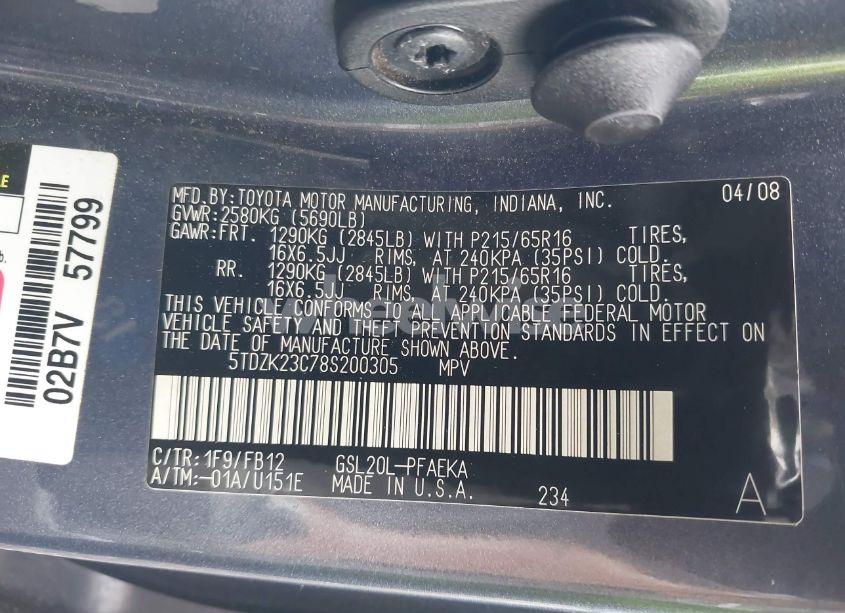 MFD.BY:TOYOTA MOTOR MANUFACTURING, INDIANA, INC. 04/08
GVWR:2580KG (5690LB)
GAWR:FRT. 1290KG (2845LB) WITH P215/65R16 TIRES,
16X6.5JJ RIMS, AT 240KPA (35PSI) COLD.
RR. 1290KG (2845LB) WITH P215/65R16 TIRES,
16X6.5JJ RIMS, AT 240KPA (35PSI) COLD.
THIS VEHICLE CONFORMS TO ALL APPLICABLE FEDERAL MOTOR
VEHICLE SAFETY AND THEFT PREVENTION STANDARDS IN EFFECT ON
THE DATE OF MANUFACTURE SHOWN ABOVE.
5TDZK23C78S200305 MPV
C/TR:1F9/FB12 GSL20L-PFAEKA
A/TM:-01A/U151E MADE IN U.S.A. 234 A
02B7V 57799